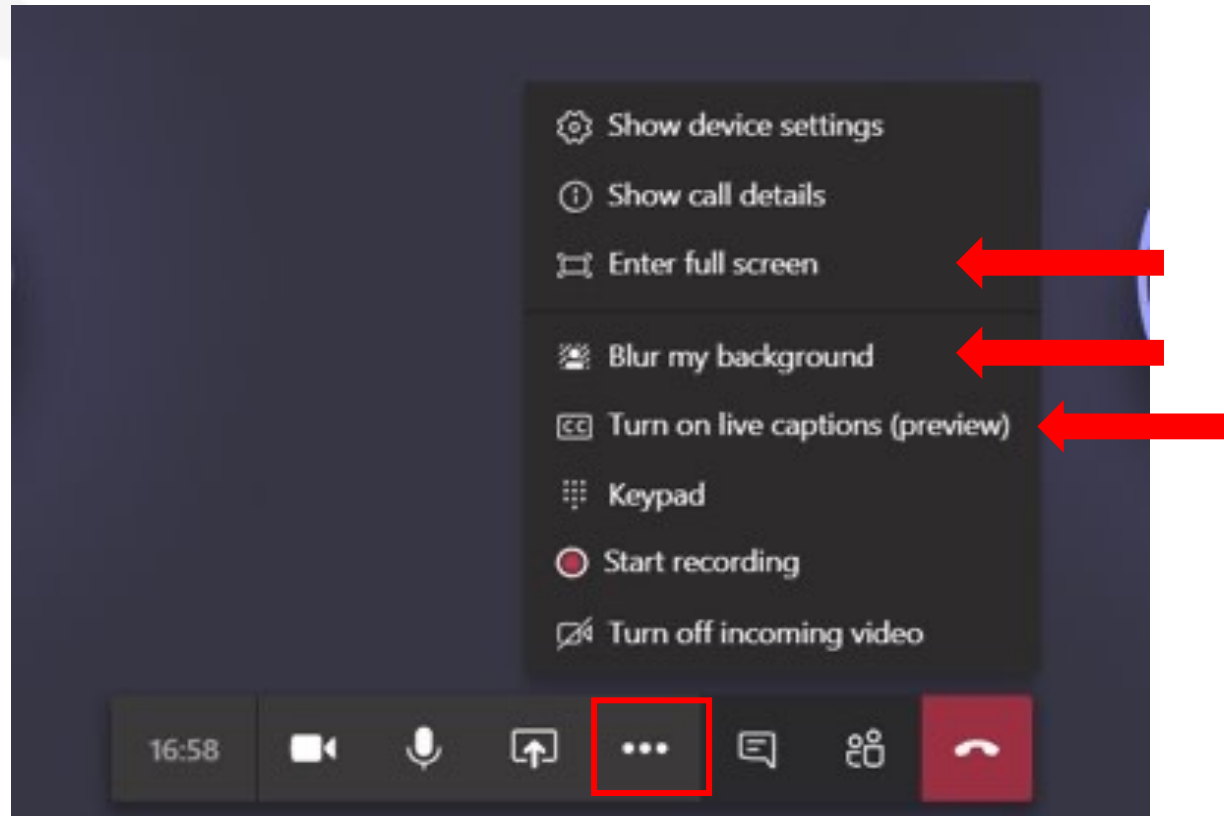 Show device settings
Show call details
Enter full screen
Blur my background
CC Turn on live captions (preview)
Keypad
Start recording
Turn off incoming video
16:58